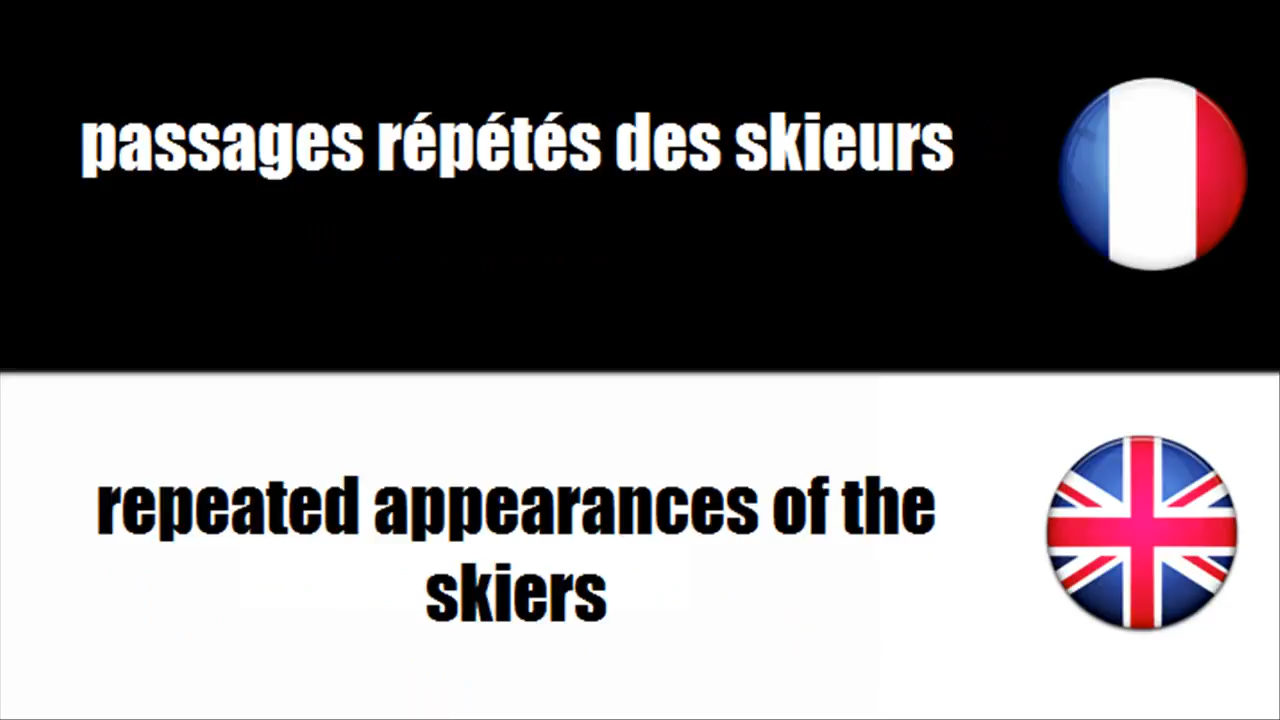 passages répétés des skieurs
repeated appearances of the
skiers